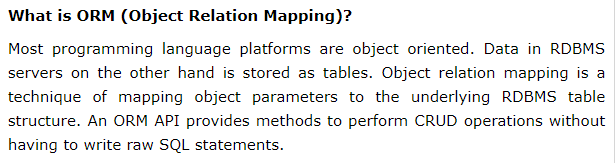 What is ORM (Object Relation Mapping)?
Most programming language platforms are object oriented. Data in RDBMS
servers on the other hand is stored as tables. Object relation mapping is a
technique of mapping object parameters to the underlying RDBMS table
structure. An ORM API provides methods to perform CRUD operations without
having to write raw SQL statements.